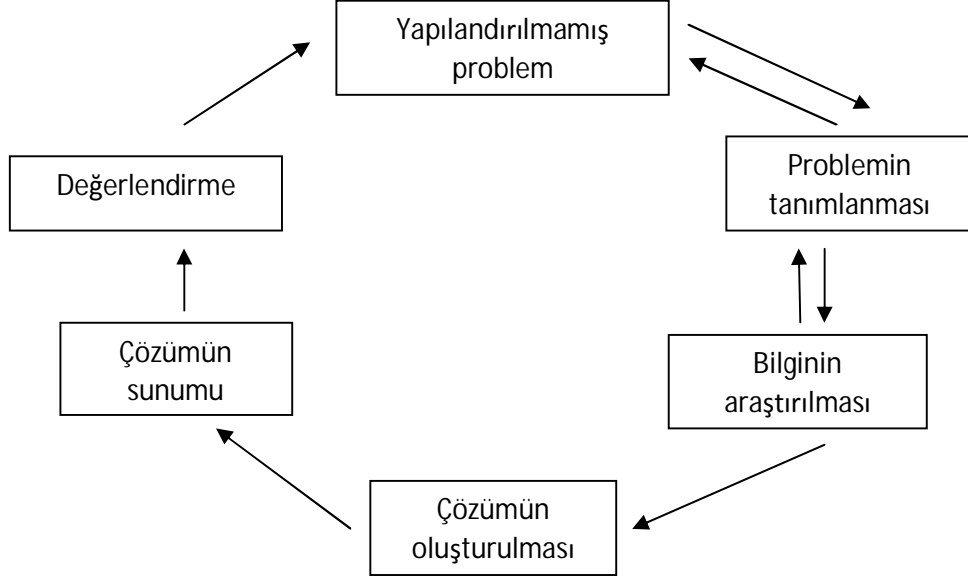 Yapılandırılmamış
problem
Problemin
tanımlanması
Bilginin
araştırılması
Çözümün
oluşturulması
Çözümün
sunumu
Değerlendirme